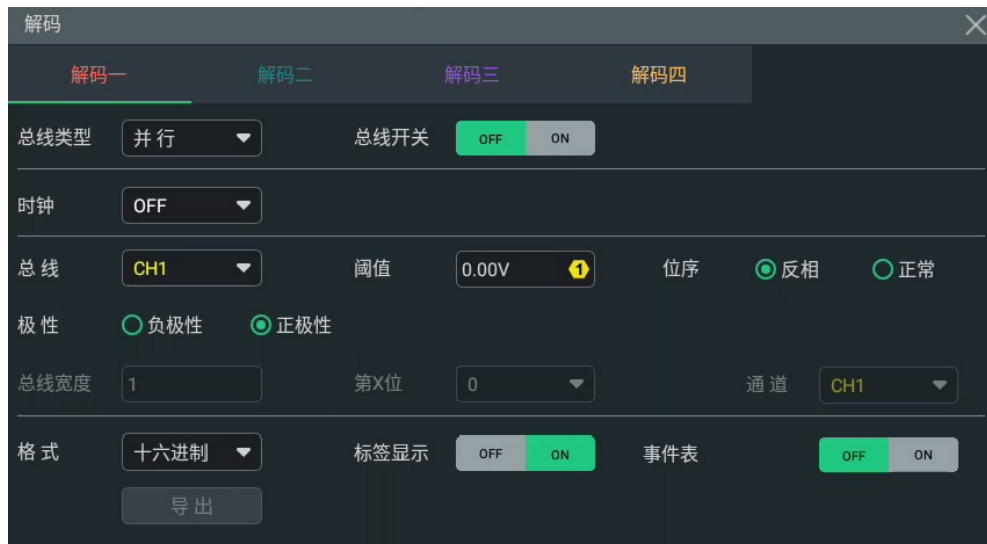 解码
解码一 解码二 解码三 解码四
总线类型 并行 总线开关 OFF ON
时钟 OFF
总线 CH1 阈值 0.00V 1 位序 反相 正常
极性 负极性 正极性
总线宽度 1 第X位 0 通道 CH1
格式 十六进制 标签显示 OFF ON 事件表 OFF ON
导出